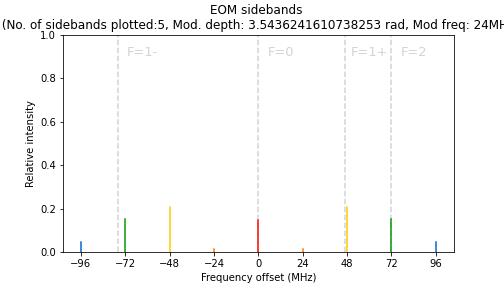 EOM sidebands
(No. of sidebands plotted:5, Mod. depth: 3.5436241610738253 rad, Mod freq: 24MH
1.0
F=1- F=0 F=1+ F=2
0.8
0.6
0.4
0.2
0.0
Relative intensity
−96 −72 −48 −24 0 24 48 72 96
Frequency offset (MHz)